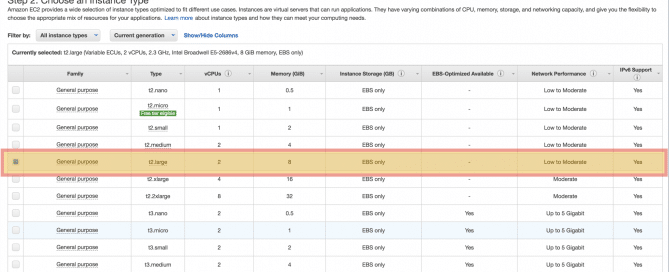 Step 2: Choose an Instance Type
Amazon EC2 provides a wide selection of instance types optimized to fit different use cases. Instances are virtual servers that can run applications. They have varying combinations of CPU, memory, storage, and networking capacity, and give you the flexibility to
choose the appropriate mix of resources for your applications. Learn more about instance types and how they can meet your computing needs.
Filter by: All instance types Current generation Show/Hide Columns
Currently selected: t2.large (Variable ECUs, 2 vCPUs, 2.3 GHz, Intel Broadwell E5-2686v4, 8 GiB memory, EBS only)
Family Type vCPUs Memory (GiB) Instance Storage (GB) EBS-Optimized Available Network Performance IPv6 Support
General purpose t2.nano 1 0.5 EBS only - Low to Moderate Yes
General purpose t2.micro 1 1 EBS only - Low to Moderate Yes
Free tier eligible
General purpose t2.small 1 2 EBS only - Low to Moderate Yes
General purpose t2.medium 2 4 EBS only - Low to Moderate Yes
General purpose t2.large 2 8 EBS only - Low to Moderate Yes
General purpose t2.xlarge 4 16 EBS only - Moderate Yes
General purpose t2.2xlarge 8 32 EBS only - Moderate Yes
General purpose t3.nano 2 0.5 EBS only Yes Up to 5 Gigabit Yes
General purpose t3.micro 2 1 EBS only Yes Up to 5 Gigabit Yes
General purpose t3.small 2 2 EBS only Yes Up to 5 Gigabit Yes
General purpose t3.medium 2 4 EBS only Yes Up to 5 Gigabit Yes